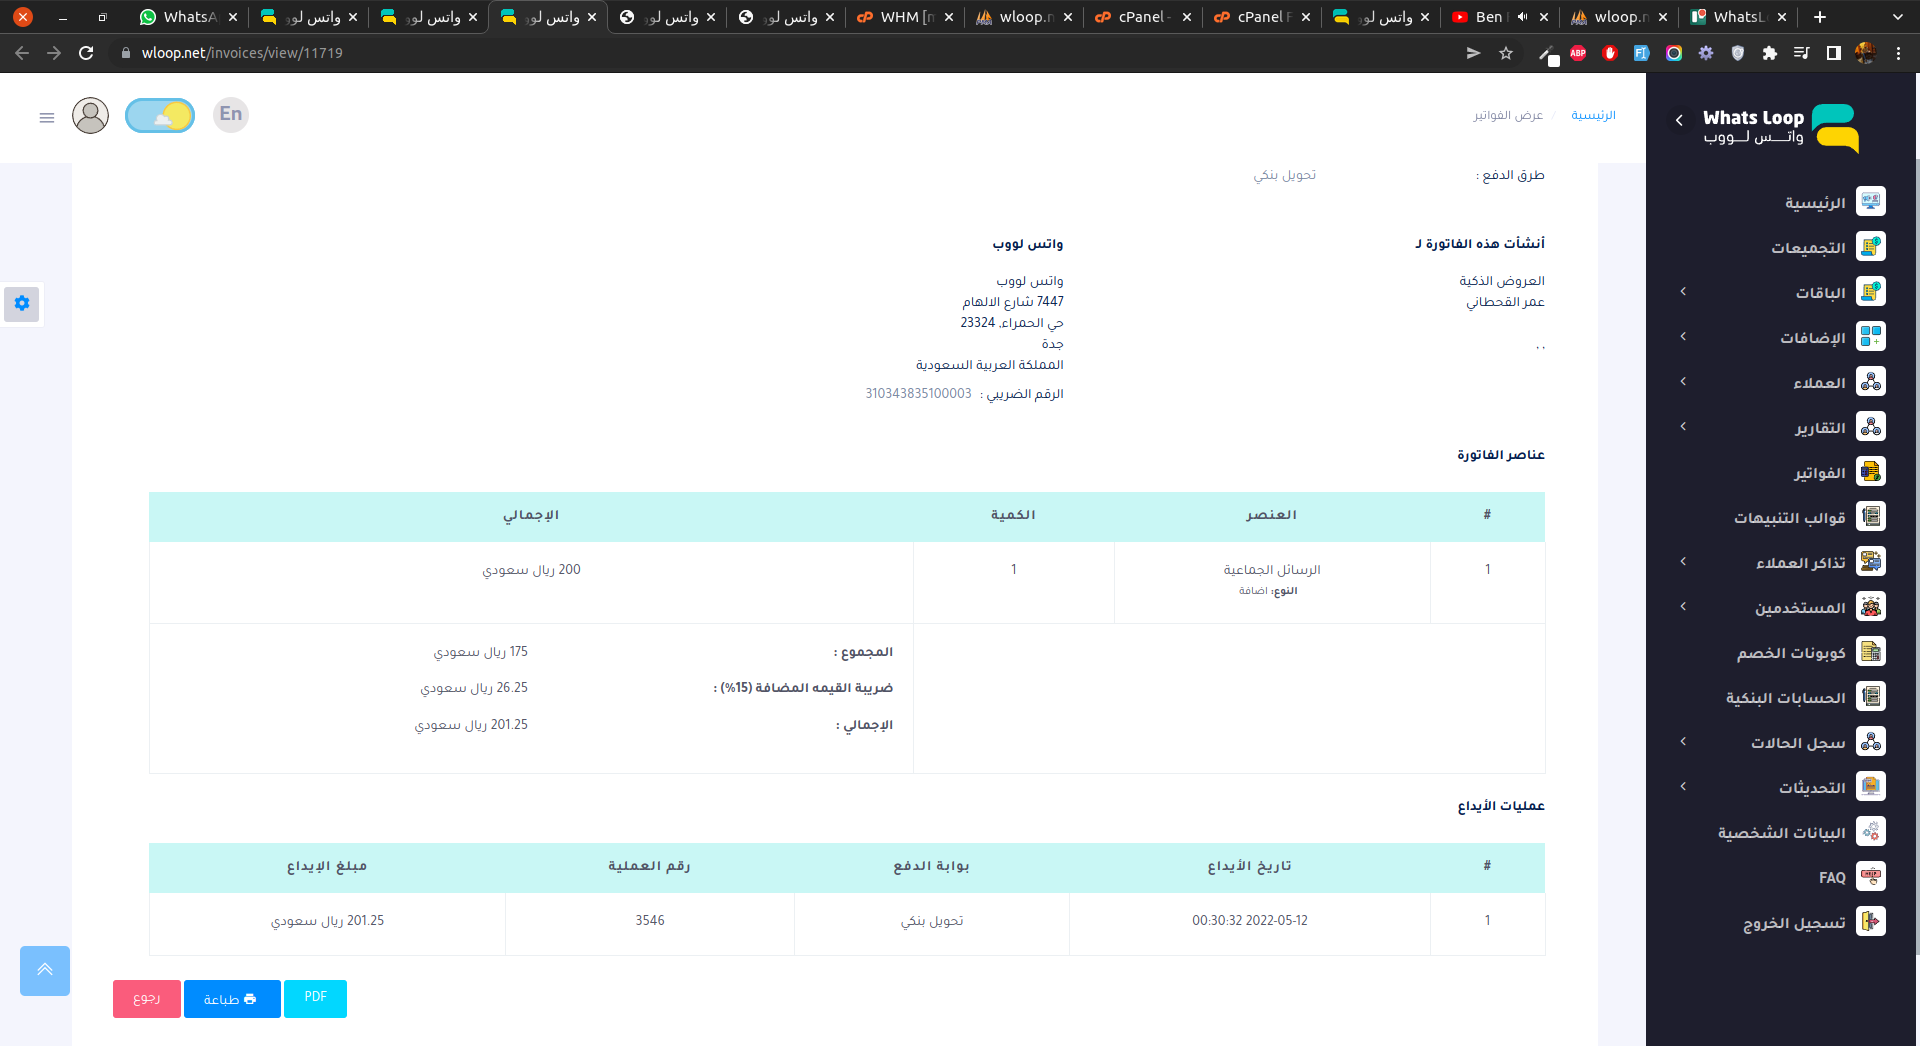 WhatsA
واتس لوو
واتس لوو
واتس لوو
واتس لوو
واتس لوو
WHM [m
wloop.n
cPanel -
cPanel F
واتس لوو
Ben
wloop.n
WhatsL
wloop.net/invoices/view/11719
En
الرئيسية / عرض الفواتير
Whats Loop
واتس لووب
طرق الدفع : تحويل بنكي
أنشأت هذه الفاتورة لـ
العروض الذكية
عمر القحطاني
, ,
واتس لووب
واتس لووب
7447 شارع الالهام
حي الحمراء, 23324
جدة
المملكة العربية السعودية
الرقم الضريبي : 310343835100003
عناصر الفاتورة
# العنصر الكمية الإجمالي
1 الرسائل الجماعية 1 200 ريال سعودي
النوع: اضافة
المجموع : 175 ريال سعودي
ضريبة القيمه المضافة (15%) : 26.25 ريال سعودي
الإجمالي : 201.25 ريال سعودي
عمليات الأيداع
# تاريخ الأيداع بوابة الدفع رقم العملية مبلغ الإيداع
1 2022-05-12 00:30:32 تحويل بنكي 3546 201.25 ريال سعودي
PDF
طباعة
رجوع
الرئيسية
التجميعات
الباقات
الإضافات
العملاء
التقارير
الفواتير
قوالب التنبيهات
تذاكر العملاء
المستخدمين
كوبونات الخصم
الحسابات البنكية
سجل الحالات
التحديثات
البيانات الشخصية
FAQ
تسجيل الخروج